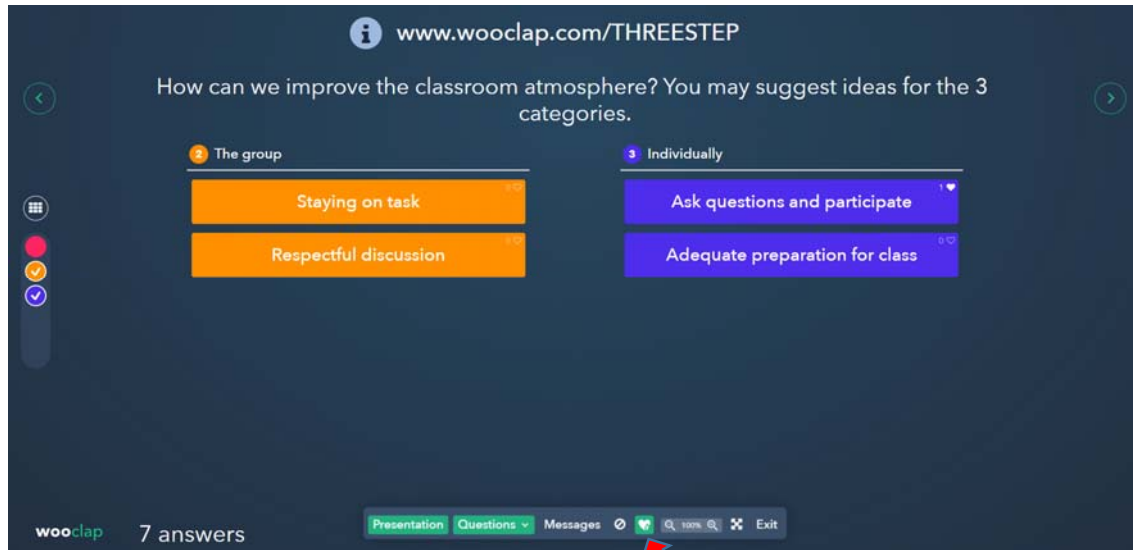 i www.wooclap.com/THREESTEP
How can we improve the classroom atmosphere? You may suggest ideas for the 3
categories.
2 The group
3 Individually
Staying on task
Ask questions and participate
1
Respectful discussion
Adequate preparation for class
0
wooclap
7 answers
Presentation Questions Messages 100% Exit